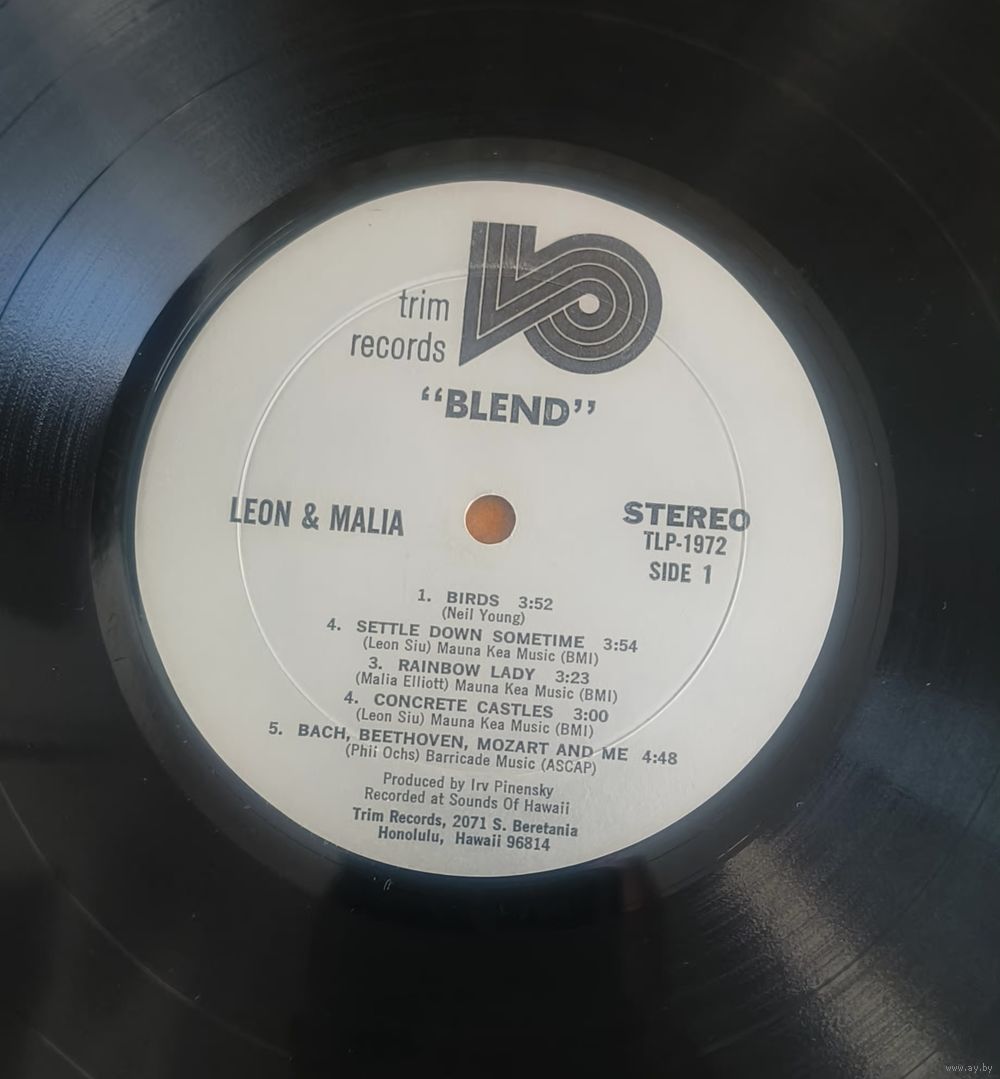 trim
records
“BLEND”
LEON & MALIA
STEREO
TLP-1972
SIDE 1
1. BIRDS 3:52
(Neil Young)
4. SETTLE DOWN SOMETIME 3:54
(Leon Siu) Mauna Kea Music (BMI)
3. RAINBOW LADY 3:23
(Malia Elliott) Mauna Kea Music (BMI)
4. CONCRETE CASTLES 3:00
(Leon Siu) Mauna Kea Music (BMI)
5. BACH, BEETHOVEN, MOZART AND ME 4:48
(Phii Ochs) Barricade Music (ASCAP)
Produced by Irv Pinensky
Recorded at Sounds Of Hawaii
Trim Records, 2071 S. Beretania
Honolulu, Hawaii 96814
www.ay.by